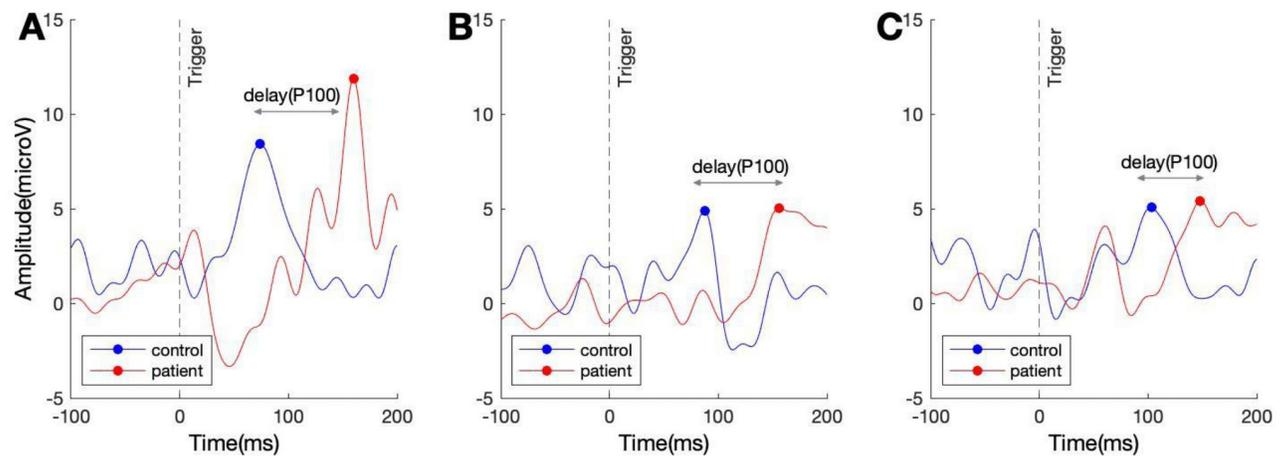 A
15
10
5
0
-5
Amplitude(microV)
Trigger
delay(P100)
control
patient
-100
0
100
200
Time(ms)
B
15
10
5
0
-5
Trigger
delay(P100)
control
patient
-100
0
100
200
Time(ms)
C
15
10
5
0
-5
Trigger
delay(P100)
control
patient
-100
0
100
200
Time(ms)